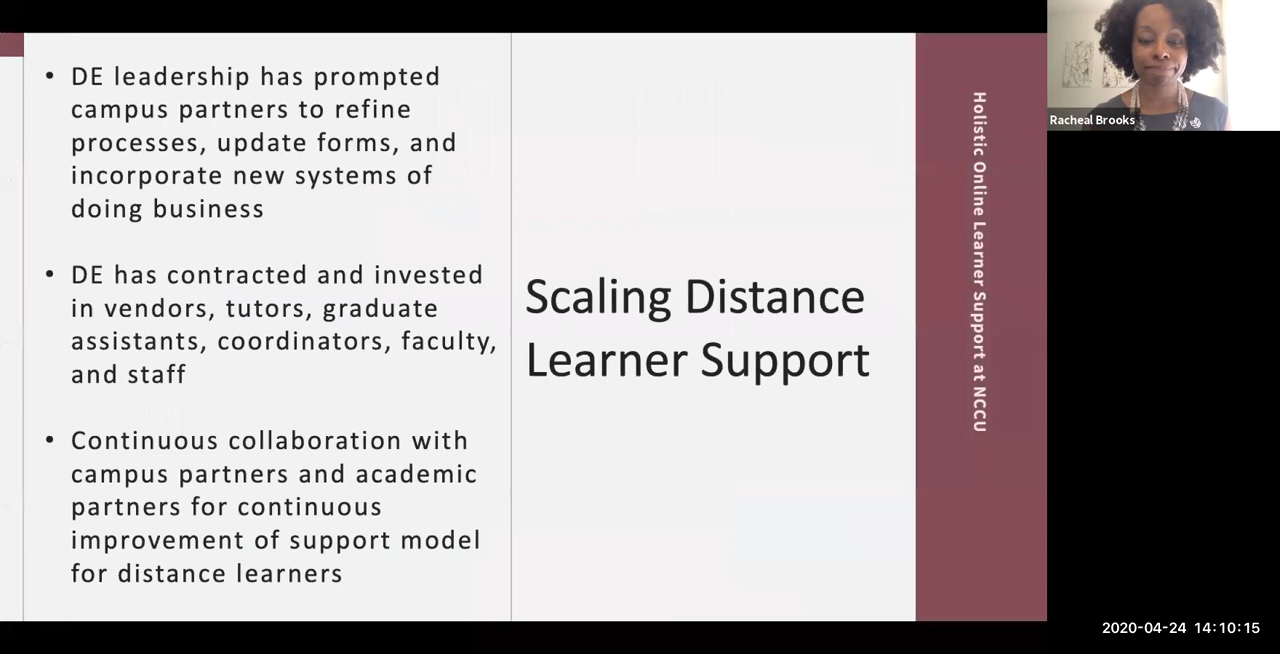 • DE leadership has prompted
campus partners to refine
processes, update forms, and
incorporate new systems of
doing business
• DE has contracted and invested
in vendors, tutors, graduate
assistants, coordinators, faculty,
and staff
• Continuous collaboration with
campus partners and academic
partners for continuous
improvement of support model
for distance learners
Scaling Distance
Learner Support
Holistic Online Learner Support at NCCU
Racheal Brooks
2020-04-24 14:10:15